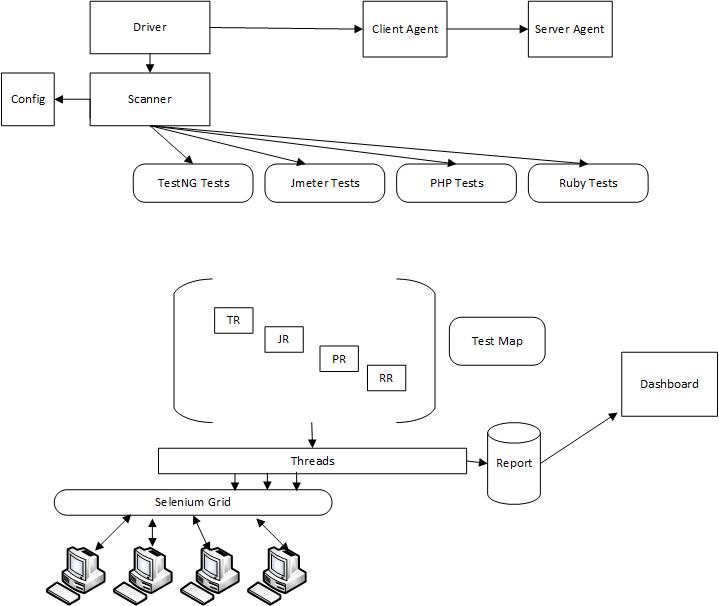 Driver
Client Agent
Server Agent
Config
Scanner
TestNG Tests
Jmeter Tests
PHP Tests
Ruby Tests
TR
JR
PR
RR
Test Map
Dashboard
Threads
Report
Selenium Grid